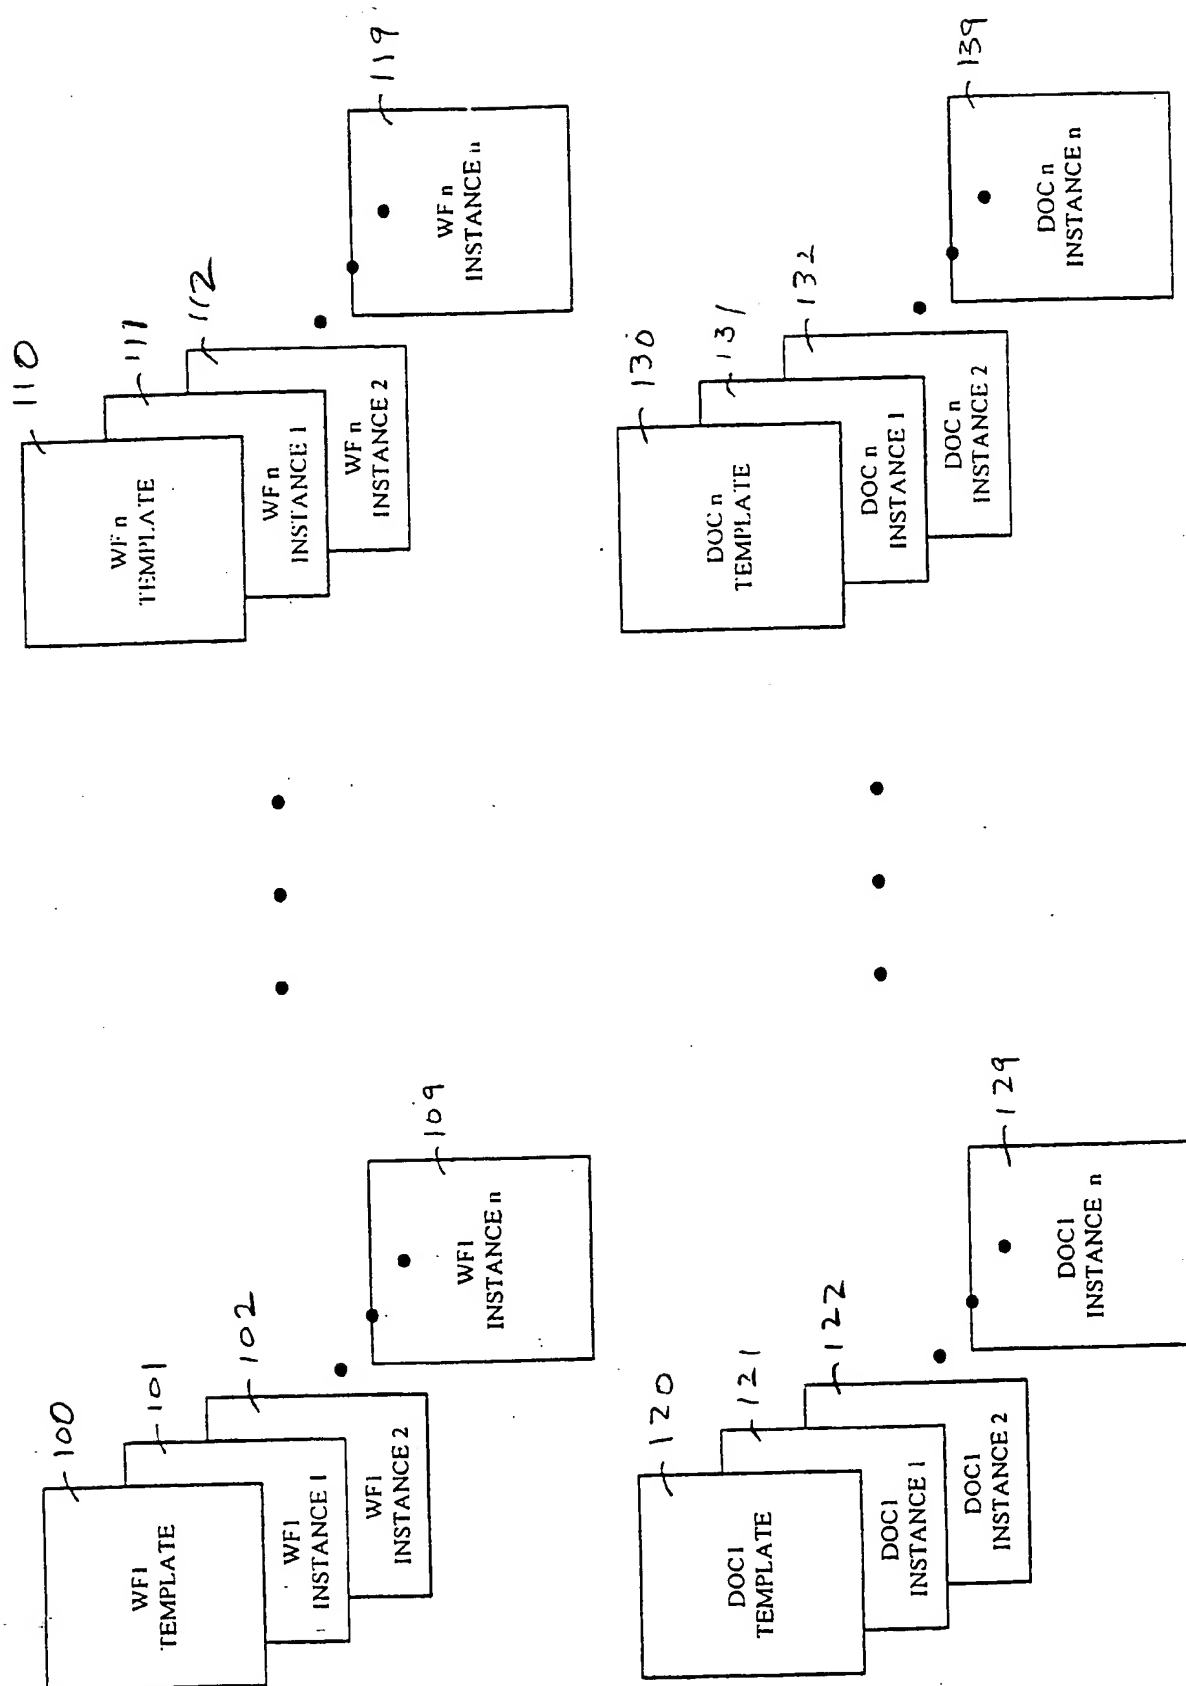 100
WF1
TEMPLATE
101
WF1
INSTANCE 1
102
WF1
INSTANCE 2
109
WF1
INSTANCE n
110
WF n
TEMPLATE
111
WF n
INSTANCE 1
112
WF n
INSTANCE 2
119
WF n
INSTANCE n
120
DOC1
TEMPLATE
121
DOC1
INSTANCE 1
122
DOC1
INSTANCE 2
129
DOC1
INSTANCE n
130
DOC n
TEMPLATE
131
DOC n
INSTANCE 1
132
DOC n
INSTANCE 2
139
DOC n
INSTANCE n